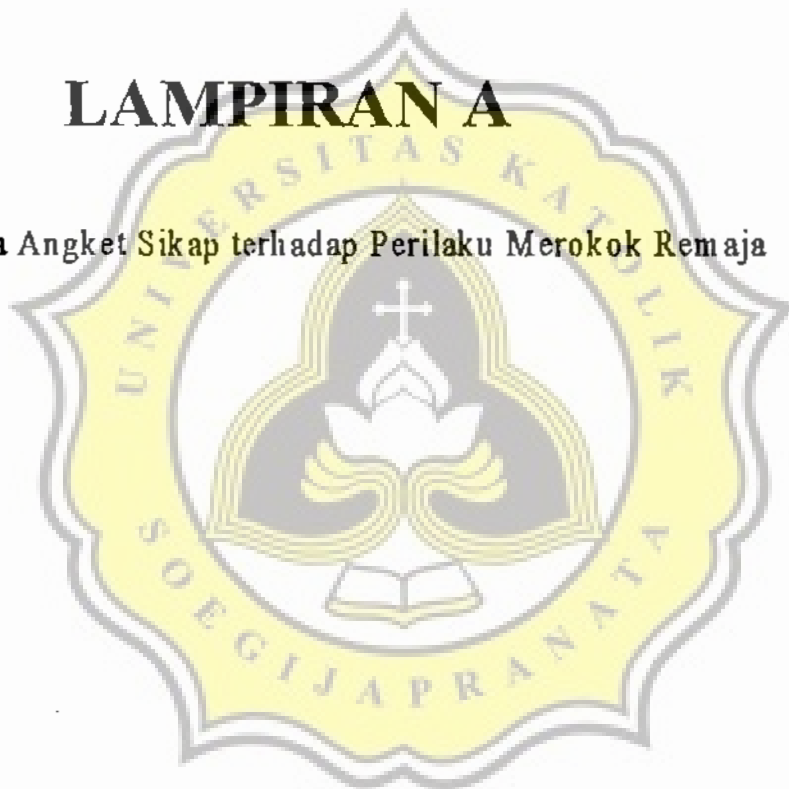 LAMPIRAN A
Angket Sikap terhadap Perilaku Merokok Remaja
UNIVERSITAS KATOLIK
SOEGIJAPRANATA